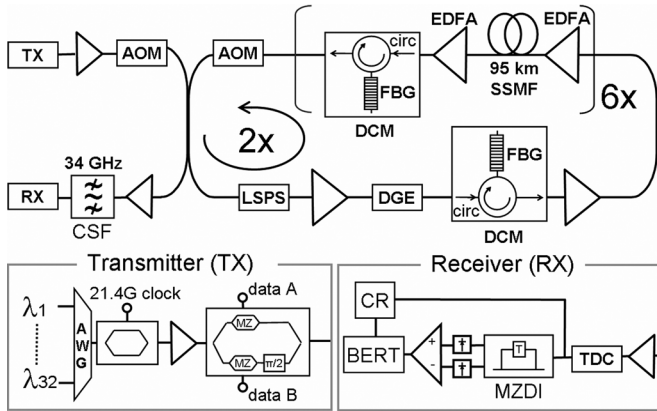 TX
AOM
AOM
circ
FBG
DCM
EDFA
95 km
SSMF
EDFA
6x
2x
34 GHz
RX
CSF
LSPS
DGE
FBG
circ
DCM
Transmitter (TX)
21.4G clock
data A
λ1
λ32
A
W
G
MZ
MZ
π/2
data B
Receiver (RX)
CR
BERT
+
-
T
MZDI
TDC